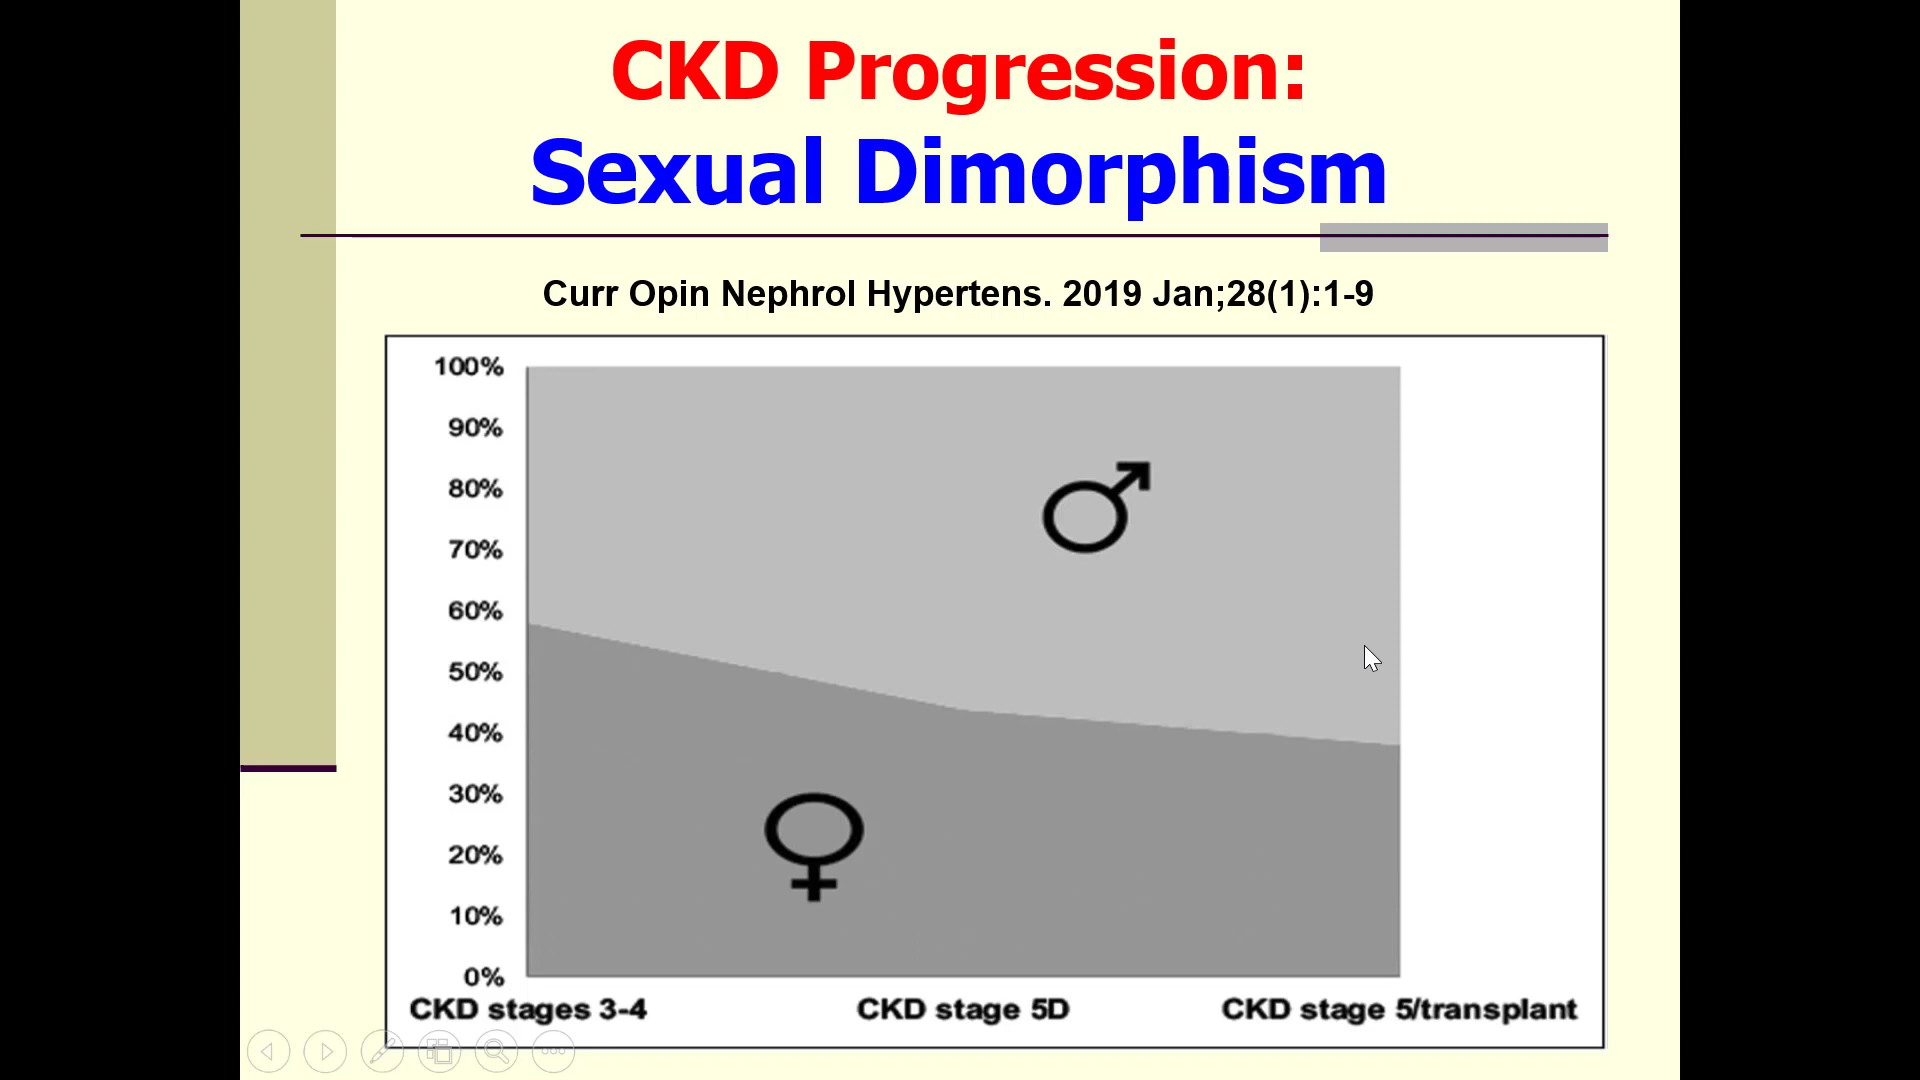 CKD Progression:
Sexual Dimorphism
Curr Opin Nephrol Hypertens. 2019 Jan;28(1):1-9
100%
90%
80%
70%
60%
50%
40%
30%
20%
10%
0%
CKD stages 3-4
CKD stage 5D
CKD stage 5/transplant